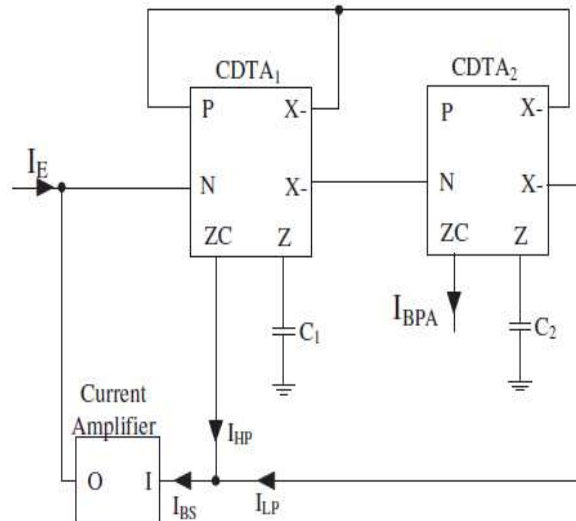 CDTA1
CDTA2
P
X-
P
X-
IE
N
X-
N
X-
ZC
Z
ZC
Z
IBPA
C1
C2
Current
Amplifier
IHP
O
I
IBS
ILP